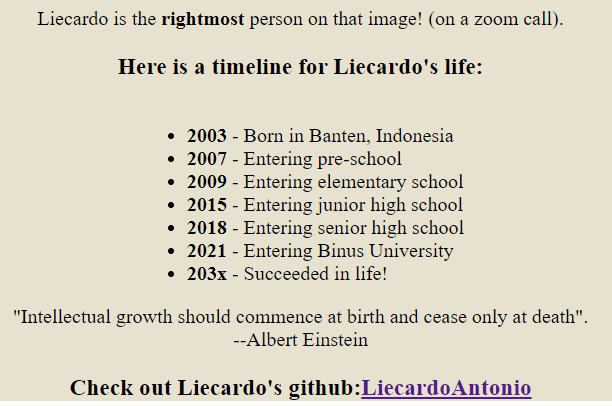 Liecardo is the rightmost person on that image! (on a zoom call).
Here is a timeline for Liecardo's life:
• 2003 - Born in Banten, Indonesia
• 2007 - Entering pre-school
• 2009 - Entering elementary school
• 2015 - Entering junior high school
• 2018 - Entering senior high school
• 2021 - Entering Binus University
• 203x - Succeeded in life!
"Intellectual growth should commence at birth and cease only at death".
--Albert Einstein
Check out Liecardo's github:LiecardoAntonio